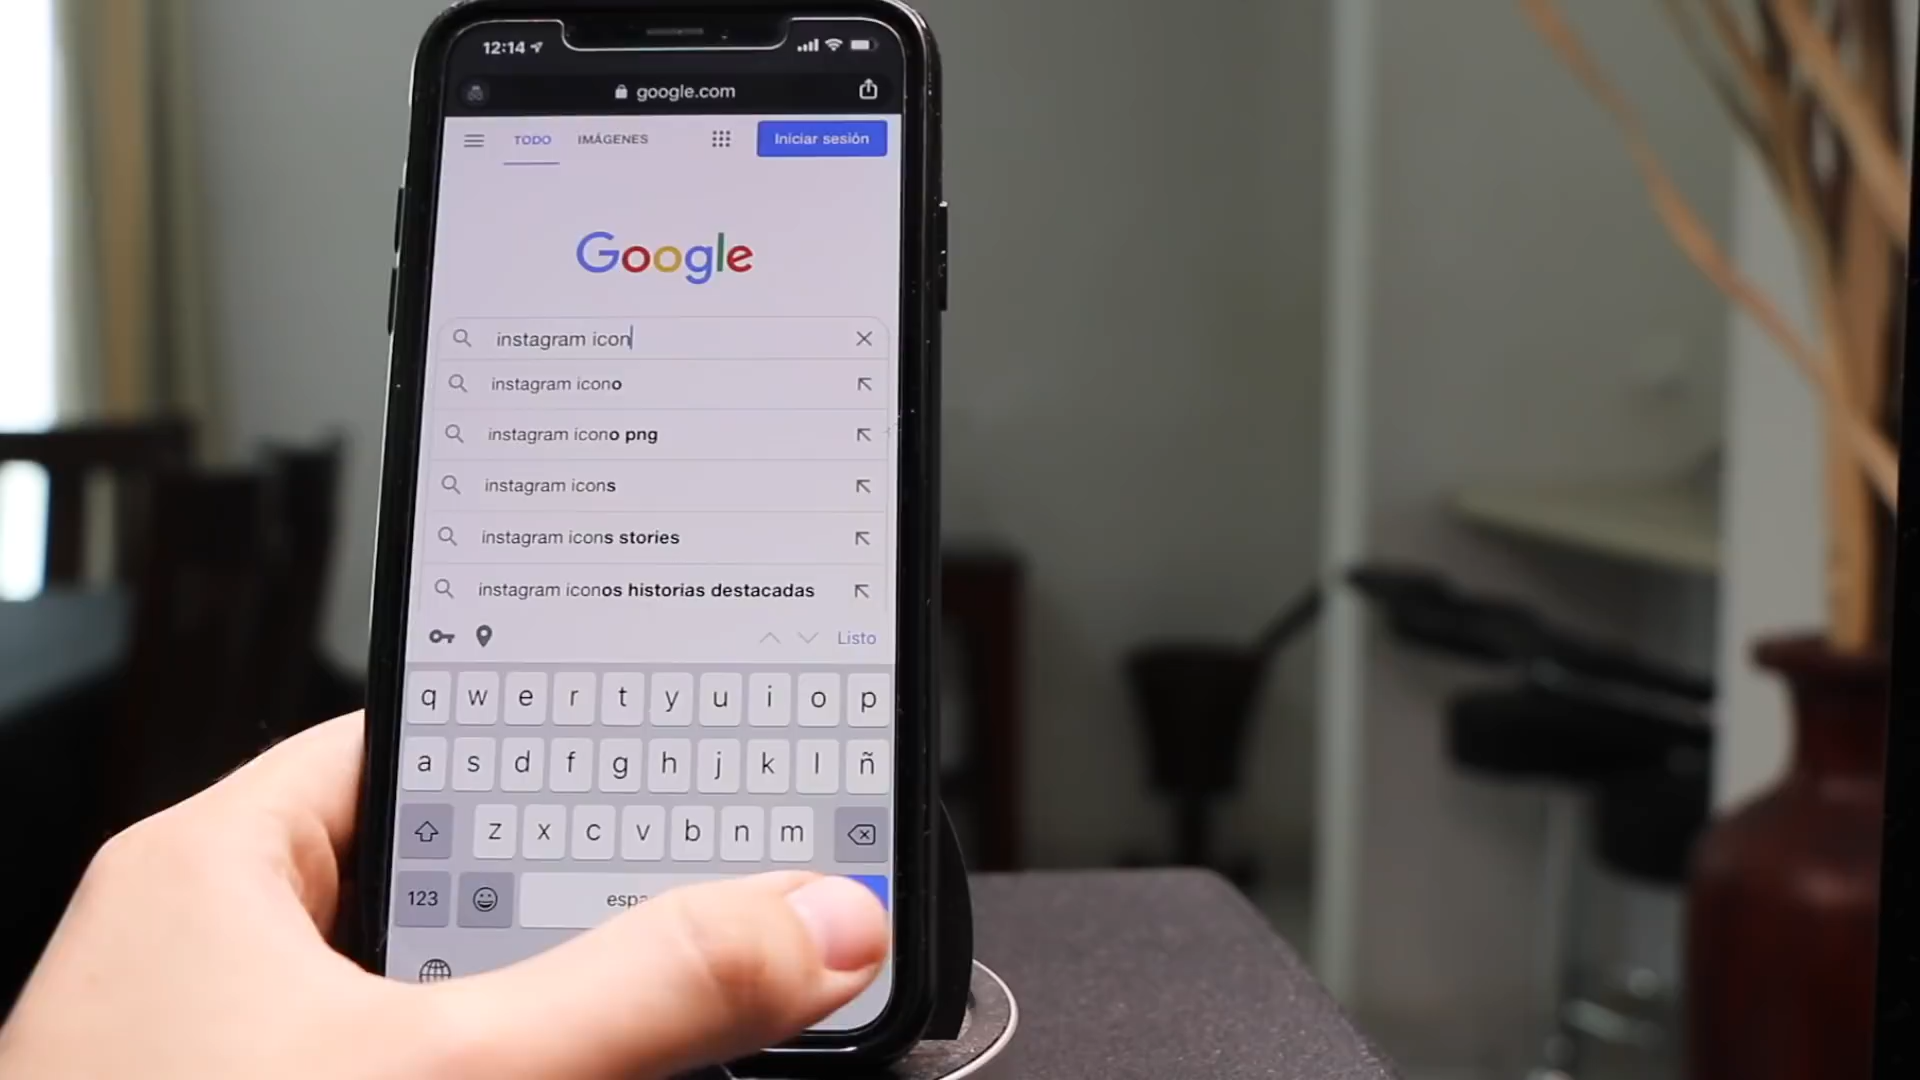 12:14
google.com
TODO IMÁGENES Iniciar sesión
Google
instagram icon
instagram icono
instagram icono png
instagram icons
instagram icons stories
instagram iconos historias destacadas
Listo
q w e r t y u i o p
a s d f g h j k l ñ
z x c v b n m
123